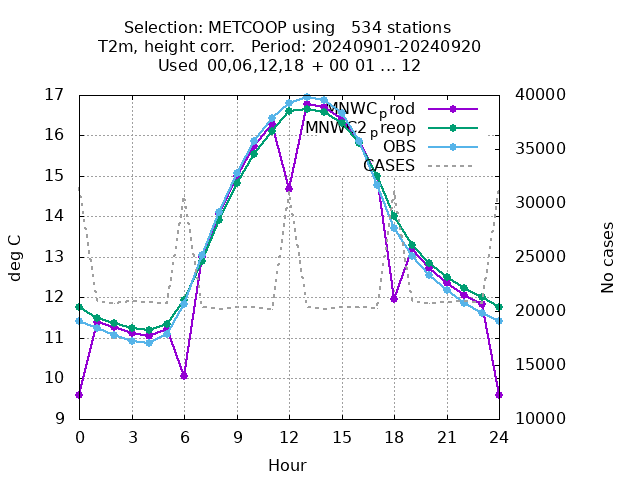 Selection: METCOOP using 534 stations
T2m, height corr. Period: 20240901-20240920
Used 00,06,12,18 + 00 01 ... 12
17
16
15
14
13
12
11
10
9
deg C
MNWC_prod
MNWC2_preop
OBS
CASES
40000
35000
30000
25000
20000
15000
10000
No cases
0 3 6 9 12 15 18 21 24
Hour